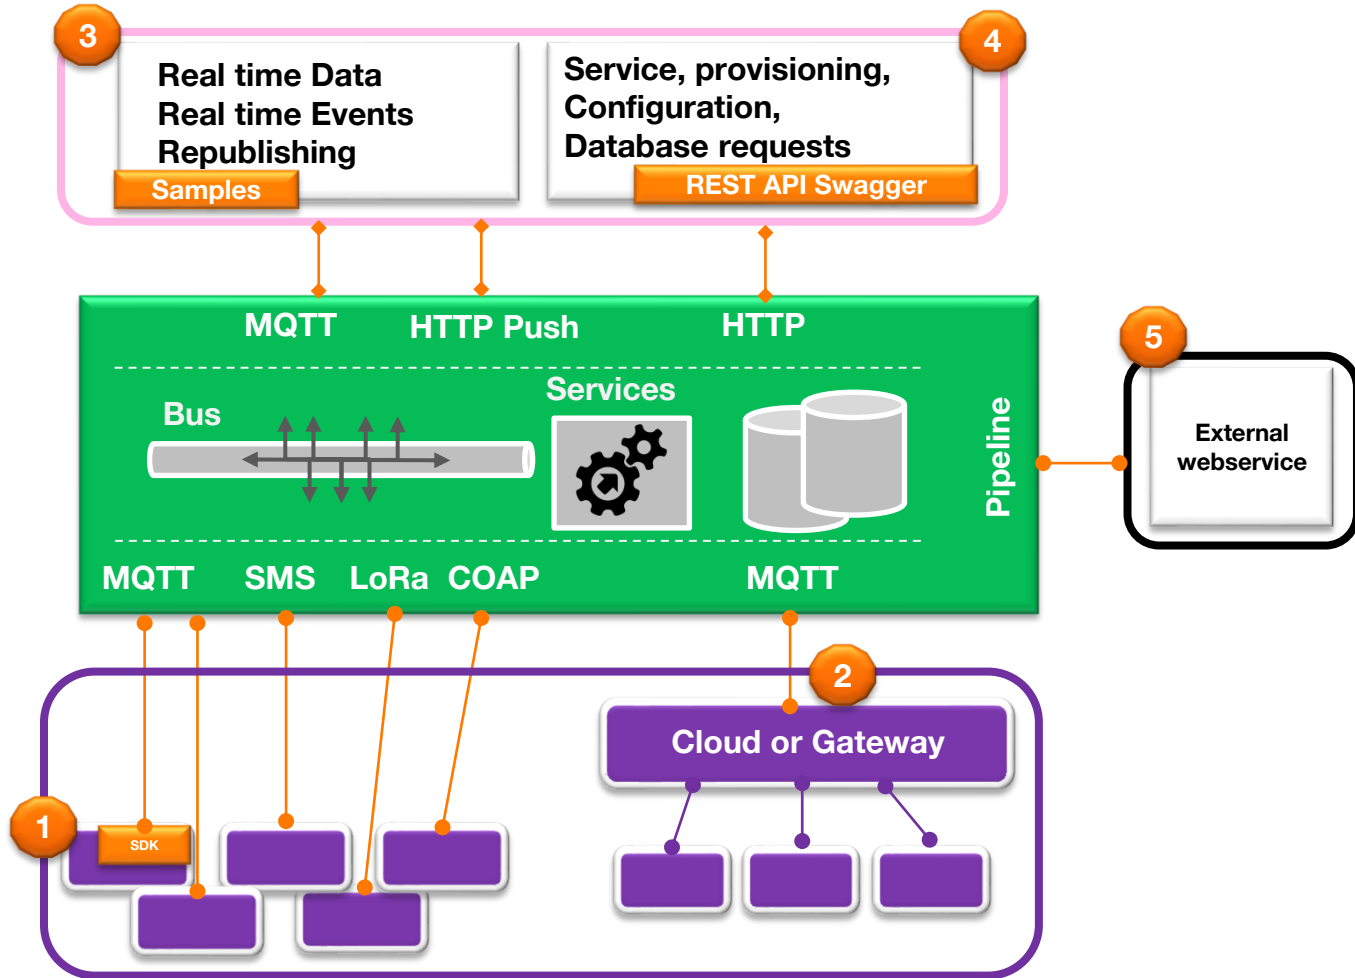 3
4
Real time Data
Real time Events
Republishing
Samples
Service, provisioning,
Configuration,
Database requests
REST API Swagger
MQTT
HTTP Push
HTTP
Bus
Services
Pipeline
5
External
webservice
MQTT
SMS
LoRa
COAP
MQTT
2
Cloud or Gateway
1
SDK